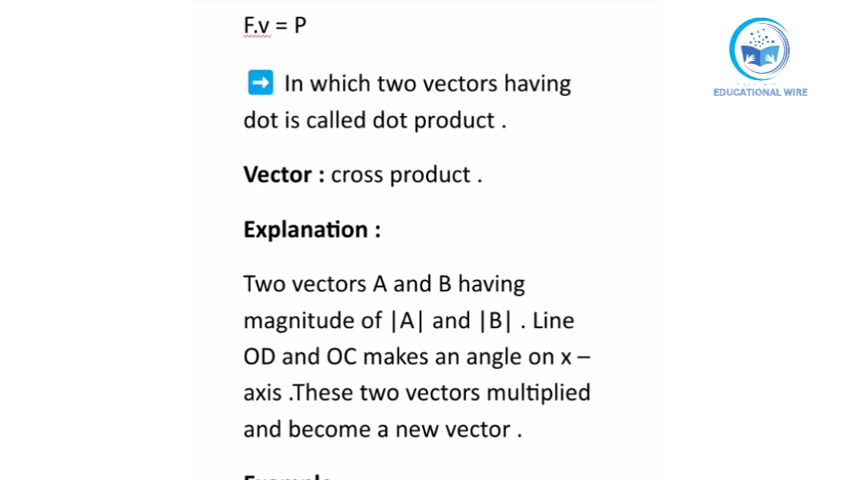 F.v = P
EDUCATIONAL WIRE
➡ In which two vectors having
dot is called dot product .
Vector : cross product .
Explanation :
Two vectors A and B having
magnitude of |A| and |B| . Line
OD and OC makes an angle on x –
axis .These two vectors multiplied
and become a new vector .
Example :